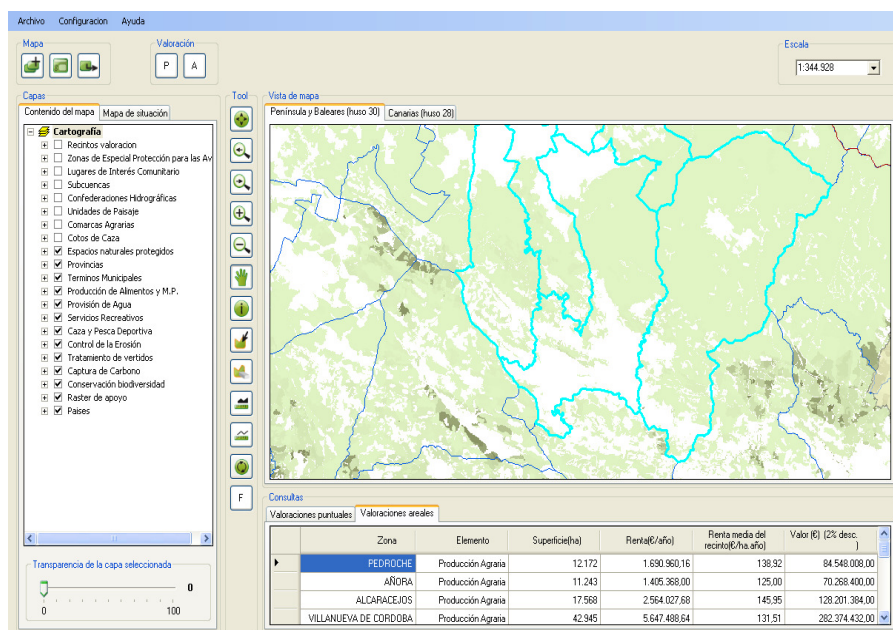 Archivo Configuracion Ayuda
Mapa Valoración Escala
P A 1:344.928
Capas Tool Vista de mapa
Contenido del mapa Mapa de situación
Península y Baleares (huso 30) Canarias (huso 28)
Cartografía
Recintos valoracion
Zonas de Especial Protección para las Av
Lugares de Interés Comunitario
Subcuencas
Confederaciones Hidrográficas
Unidades de Paisaje
Comarcas Agrarias
Cotos de Caza
Espacios naturales protegidos
Provincias
Terminos Municipales
Producción de Alimentos y M.P.
Provisión de Agua
Servicios Recreativos
Caza y Pesca Deportiva
Control de la Erosión
Tratamiento de vertidos
Captura de Carbono
Conservación biodiversidad
Raster de apoyo
Paises
Transparencia de la capa seleccionada
0
0 100
F
Consultas
Valoraciones puntuales Valoraciones areales
Zona Elemento Superficie(ha) Renta(€/año) Renta media del recinto(€/ha.año) Valor (€) (2% desc. )
PEDROCHE Producción Agraria 12.172 1.690.960,16 138,92 84.548.008,00
AÑORA Producción Agraria 11.243 1.405.368,00 125,00 70.268.400,00
ALCARACEJOS Producción Agraria 17.568 2.564.027,68 145,95 128.201.384,00
VILLANUEVA DE CORDOBA Producción Agraria 42.945 5.647.488,64 131,51 282.374.432,00